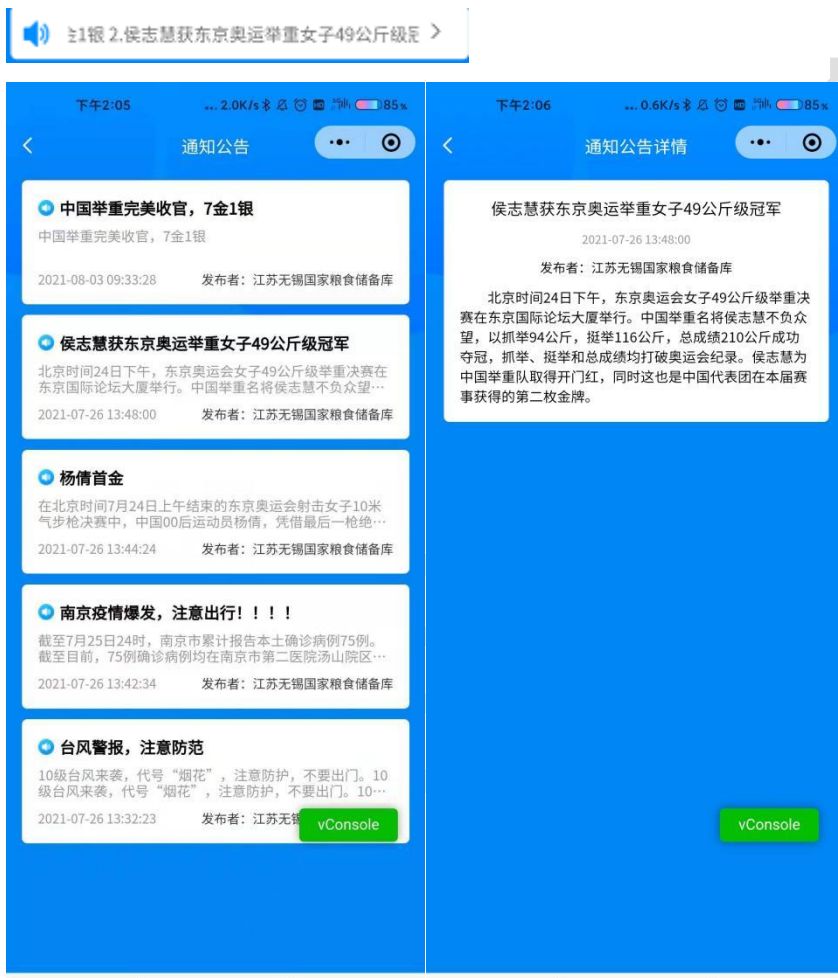 1银 2.侯志慧获东京奥运举重女子49公斤级
下午2:05
... 2.0K/s
85%
通知公告
中国举重完美收官，7金1银
中国举重完美收官，7金1银
2021-08-03 09:33:28 发布者：江苏无锡国家粮食储备库
侯志慧获东京奥运举重女子49公斤级冠军
北京时间24日下午，东京奥运会女子49公斤级举重决赛在
东京国际论坛大厦举行。中国举重名将侯志慧不负众望…
2021-07-26 13:48:00 发布者：江苏无锡国家粮食储备库
杨倩首金
在北京时间7月24日上午结束的东京奥运会射击女子10米
气步枪决赛中，中国00后运动员杨倩，凭借最后一枪绝…
2021-07-26 13:44:24 发布者：江苏无锡国家粮食储备库
南京疫情爆发，注意出行！！！！
截至7月25日24时，南京市累计报告本土确诊病例75例。
截至目前，75例确诊病例均在南京市第二医院汤山院区…
2021-07-26 13:42:34 发布者：江苏无锡国家粮食储备库
台风警报，注意防范
10级台风来袭，代号“烟花”，注意防护，不要出门。10
级台风来袭，代号“烟花”，注意防护，不要出门。10…
2021-07-26 13:32:23 发布者：江苏无锡
vConsole
下午2:06
... 0.6K/s
85%
通知公告详情
侯志慧获东京奥运举重女子49公斤级冠军
2021-07-26 13:48:00
发布者：江苏无锡国家粮食储备库
北京时间24日下午，东京奥运会女子49公斤级举重决
赛在东京国际论坛大厦举行。中国举重名将侯志慧不负众
望，以抓举94公斤，挺举116公斤，总成绩210公斤成功
夺冠，抓举、挺举和总成绩均打破奥运会纪录。侯志慧为
中国举重队取得开门红，同时这也是中国代表团在本届赛
事获得的第二枚金牌。
vConsole